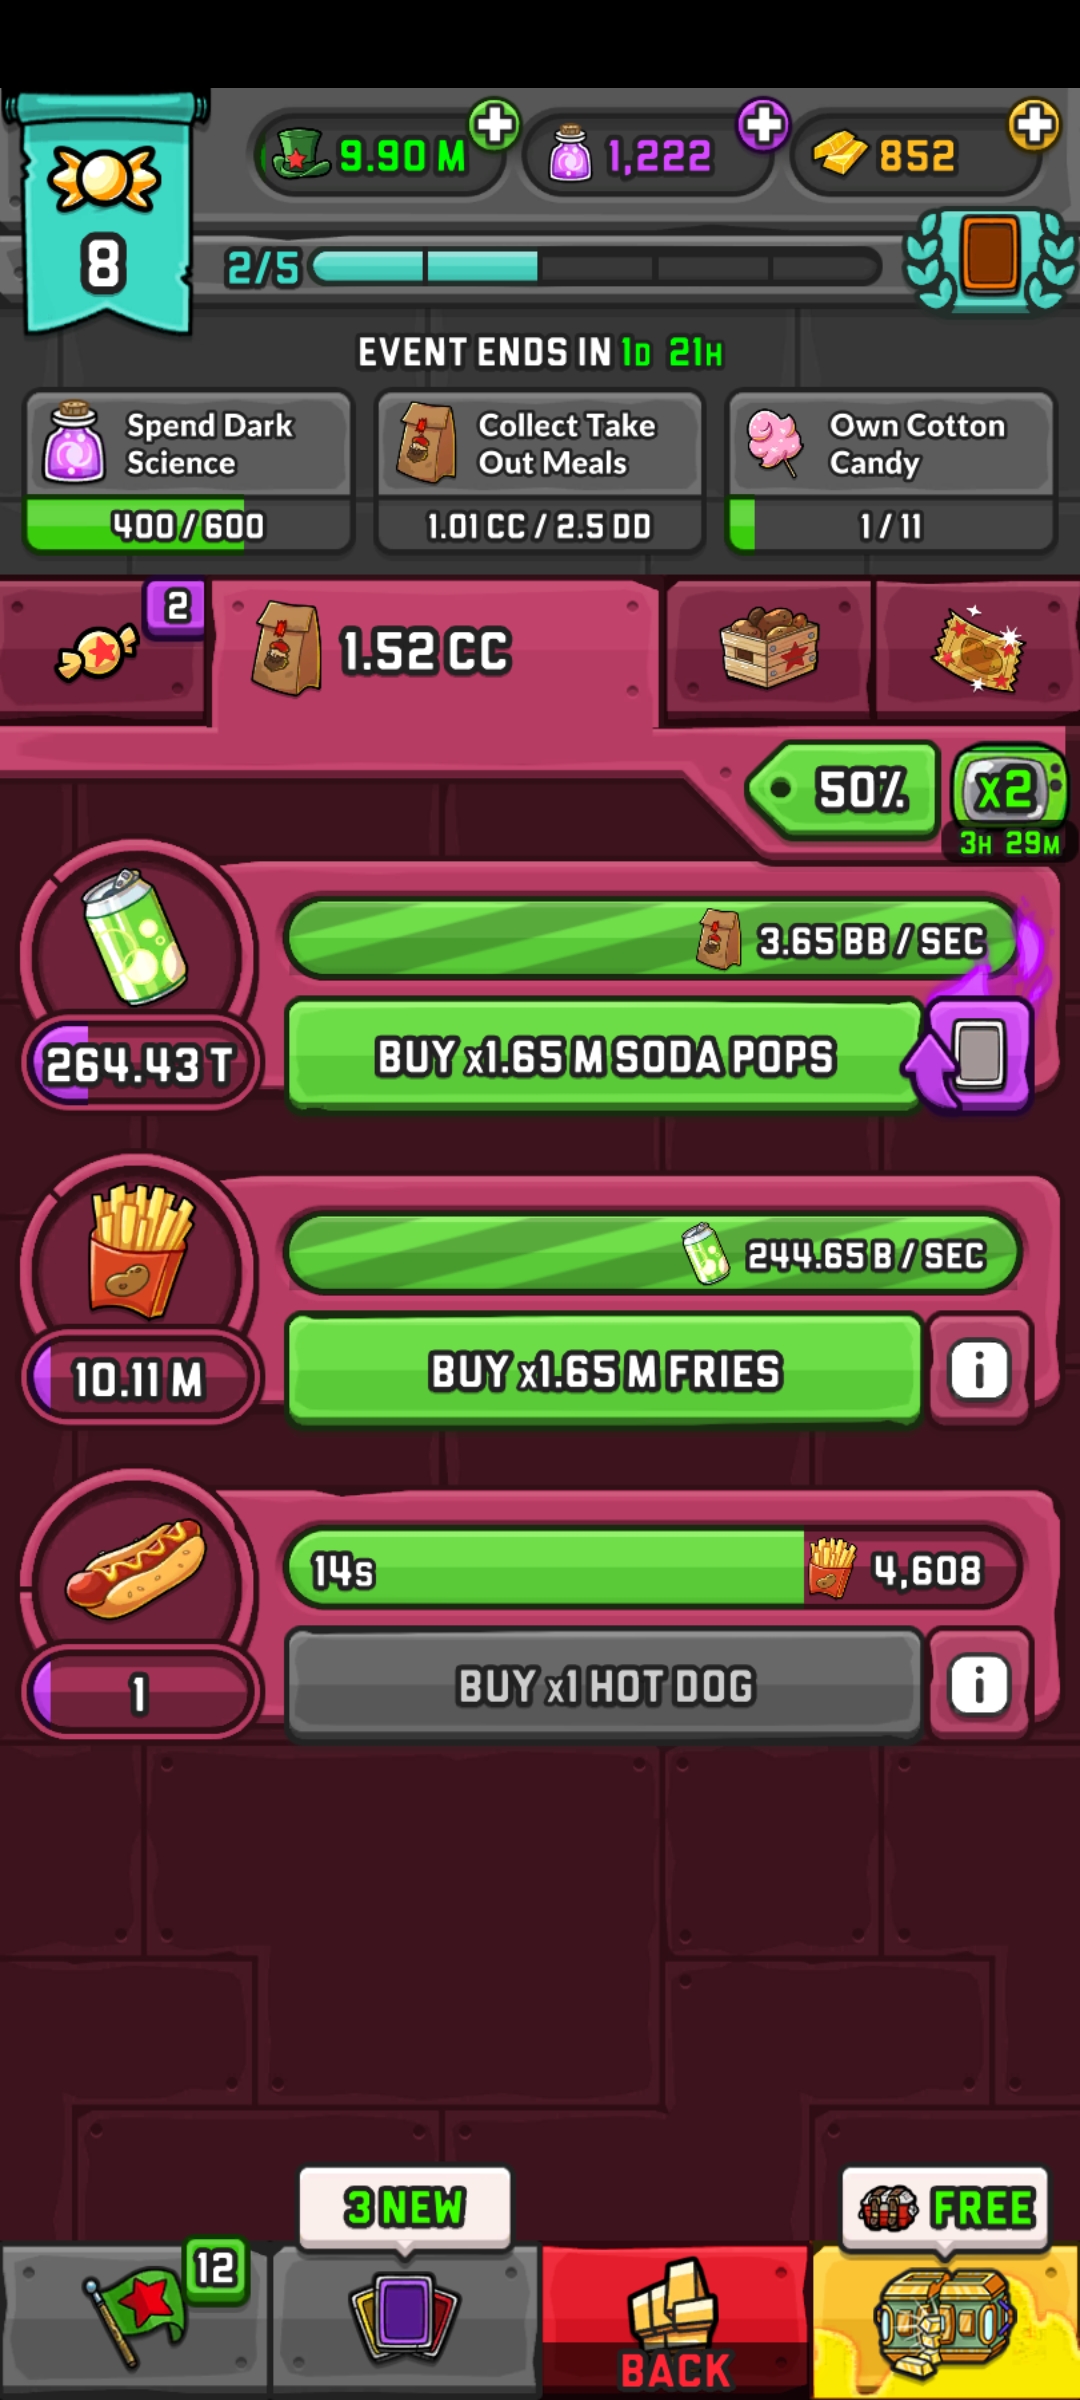 9.90 M
1,222
852
8
2/5
EVENT ENDS IN 1D 21H
Spend Dark
Science
400 / 600
Collect Take
Out Meals
1.01 CC / 2.5 DD
Own Cotton
Candy
1 / 11
2
1.52 CC
50%
x2
3H 29M
3.65 BB / SEC
264.43 T
BUY x1.65 M SODA POPS
244.65 B / SEC
10.11 M
BUY x1.65 M FRIES
i
14s
4,608
1
BUY x1 HOT DOG
i
3 NEW
FREE
12
BACK